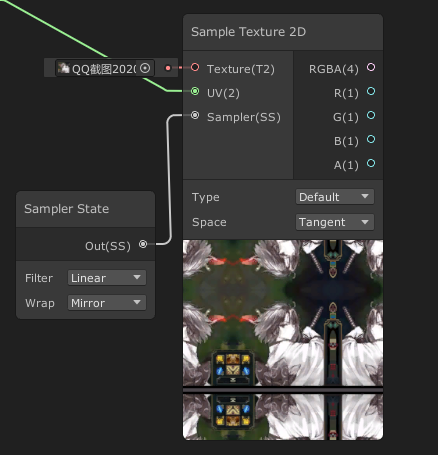 Sample Texture 2D
QQ截图202
Texture(T2)
RGBA(4)
UV(2)
R(1)
Sampler(SS)
G(1)
B(1)
A(1)
Sampler State
Out(SS)
Filter
Linear
Wrap
Mirror
Type
Default
Space
Tangent